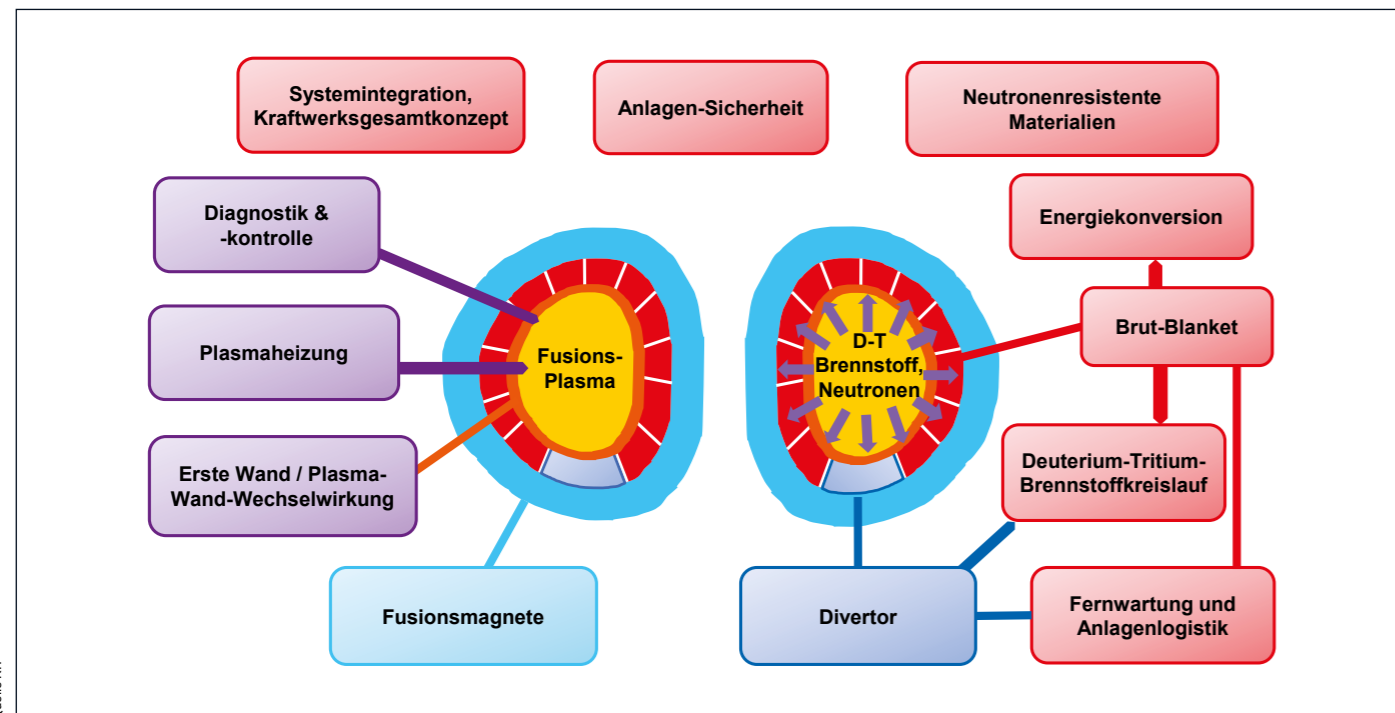 Systemintegration,
Kraftwerksgesamtkonzept
Anlagen-Sicherheit
Neutronenresistente
Materialien
Diagnostik &
-kontrolle
Energiekonversion
Plasmaheizung
Fusions-
Plasma
D-T
Brennstoff,
Neutronen
Brut-Blanket
Erste Wand / Plasma-
Wand-Wechselwirkung
Deuterium-Tritium-
Brennstoffkreislauf
Fusionsmagnete
Divertor
Fernwartung und
Anlagenlogistik